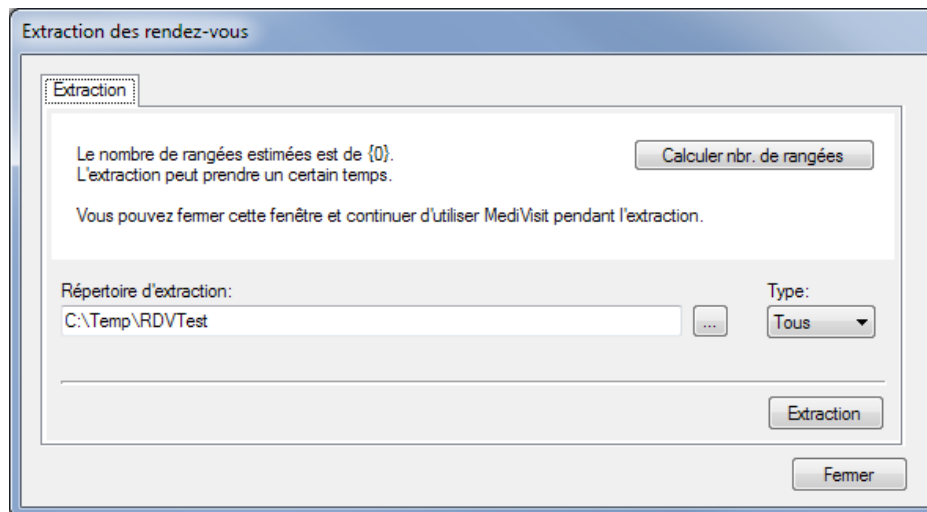 Extraction des rendez-vous
Extraction
Le nombre de rangées estimées est de {0}.
L'extraction peut prendre un certain temps.
Calculer nbr. de rangées
Vous pouvez fermer cette fenêtre et continuer d'utiliser MediVisit pendant l'extraction.
Répertoire d'extraction:
Type:
C:\Temp\RDVTest
...
Tous
Extraction
Fermer